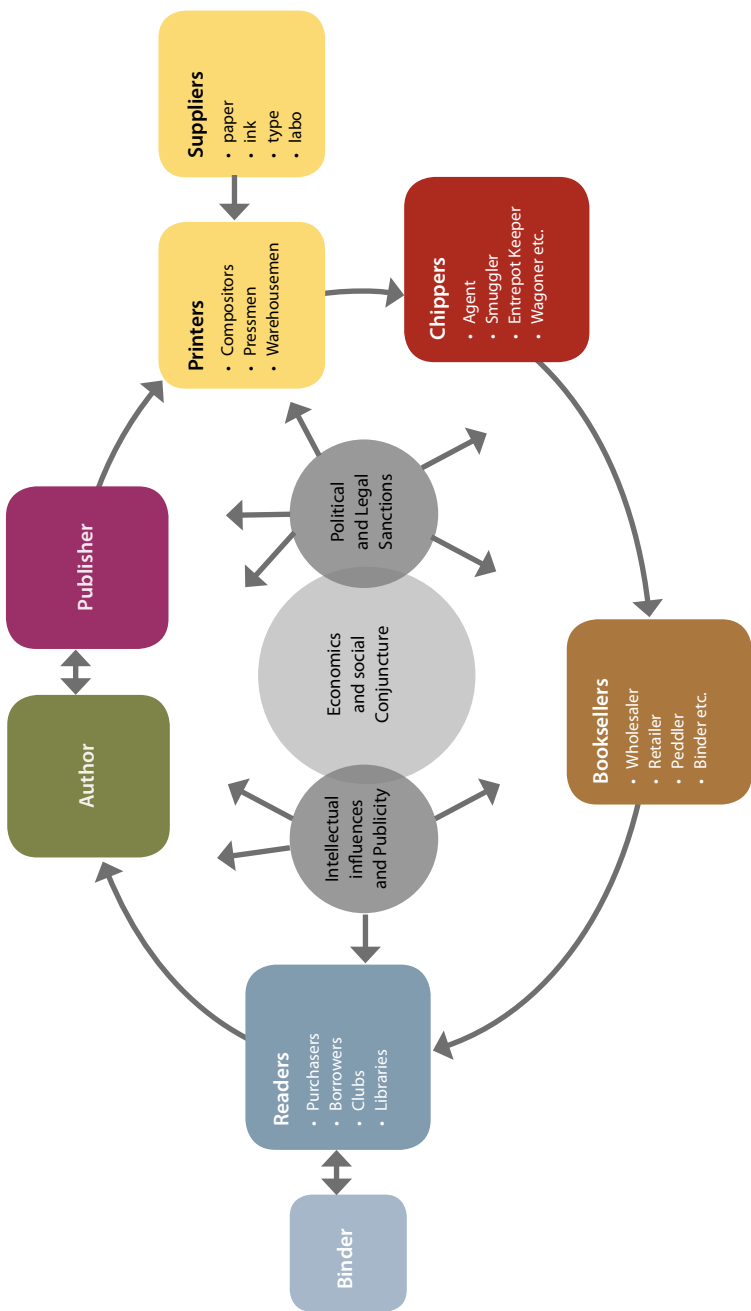 Author
Publisher
Printers
• Compositors
• Pressmen
• Warehousemen
Suppliers
• paper
• ink
• type
• labo
Readers
• Purchasers
• Borrowers
• Clubs
• Libraries
Binder
Intellectual
influences
and Publicity
Economics
and social
Conjuncture
Political
and Legal
Sanctions
Chippers
• Agent
• Smuggler
• Entrepot Keeper
• Wagoner etc.
Booksellers
• Wholesaler
• Retailer
• Peddler
• Binder etc.